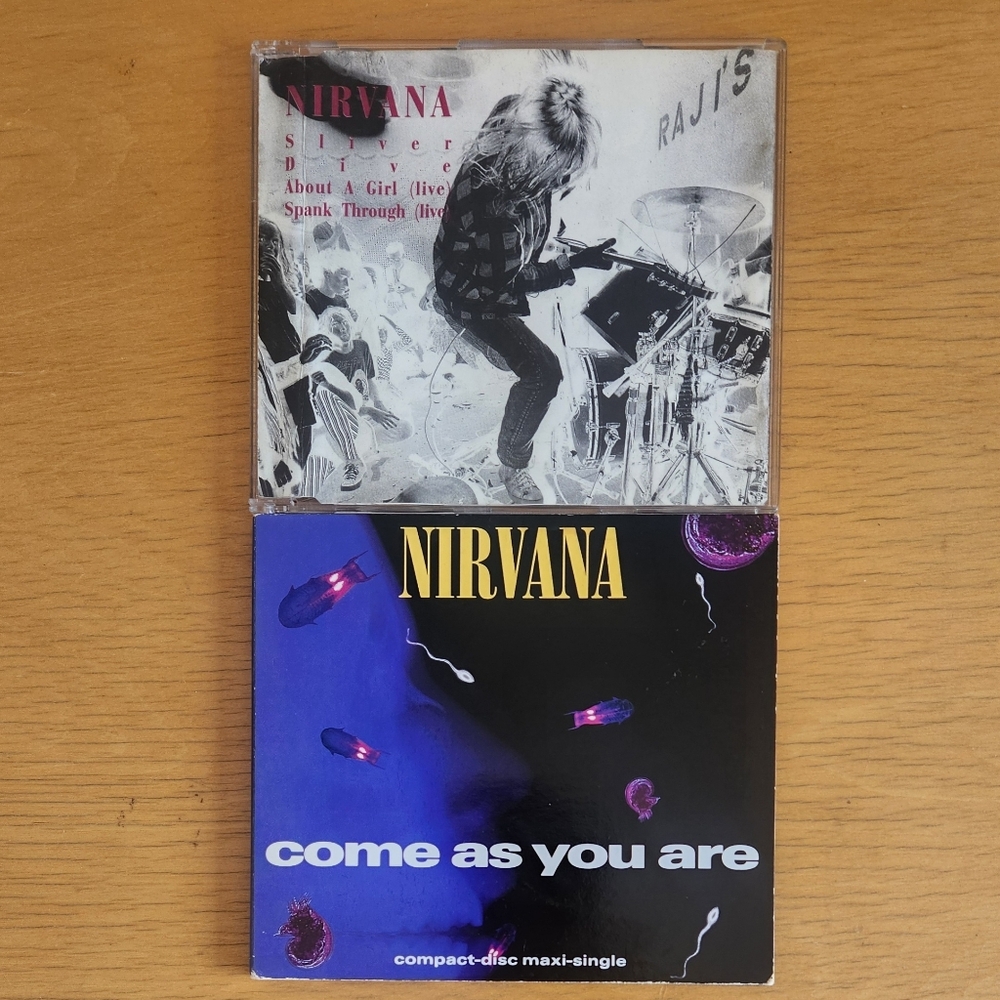 NIRVANA
Sliver
Dive
About A Girl (live)
Spank Through (live)
RAJI'S
NIRVANA
come as you are
compact-disc maxi-single